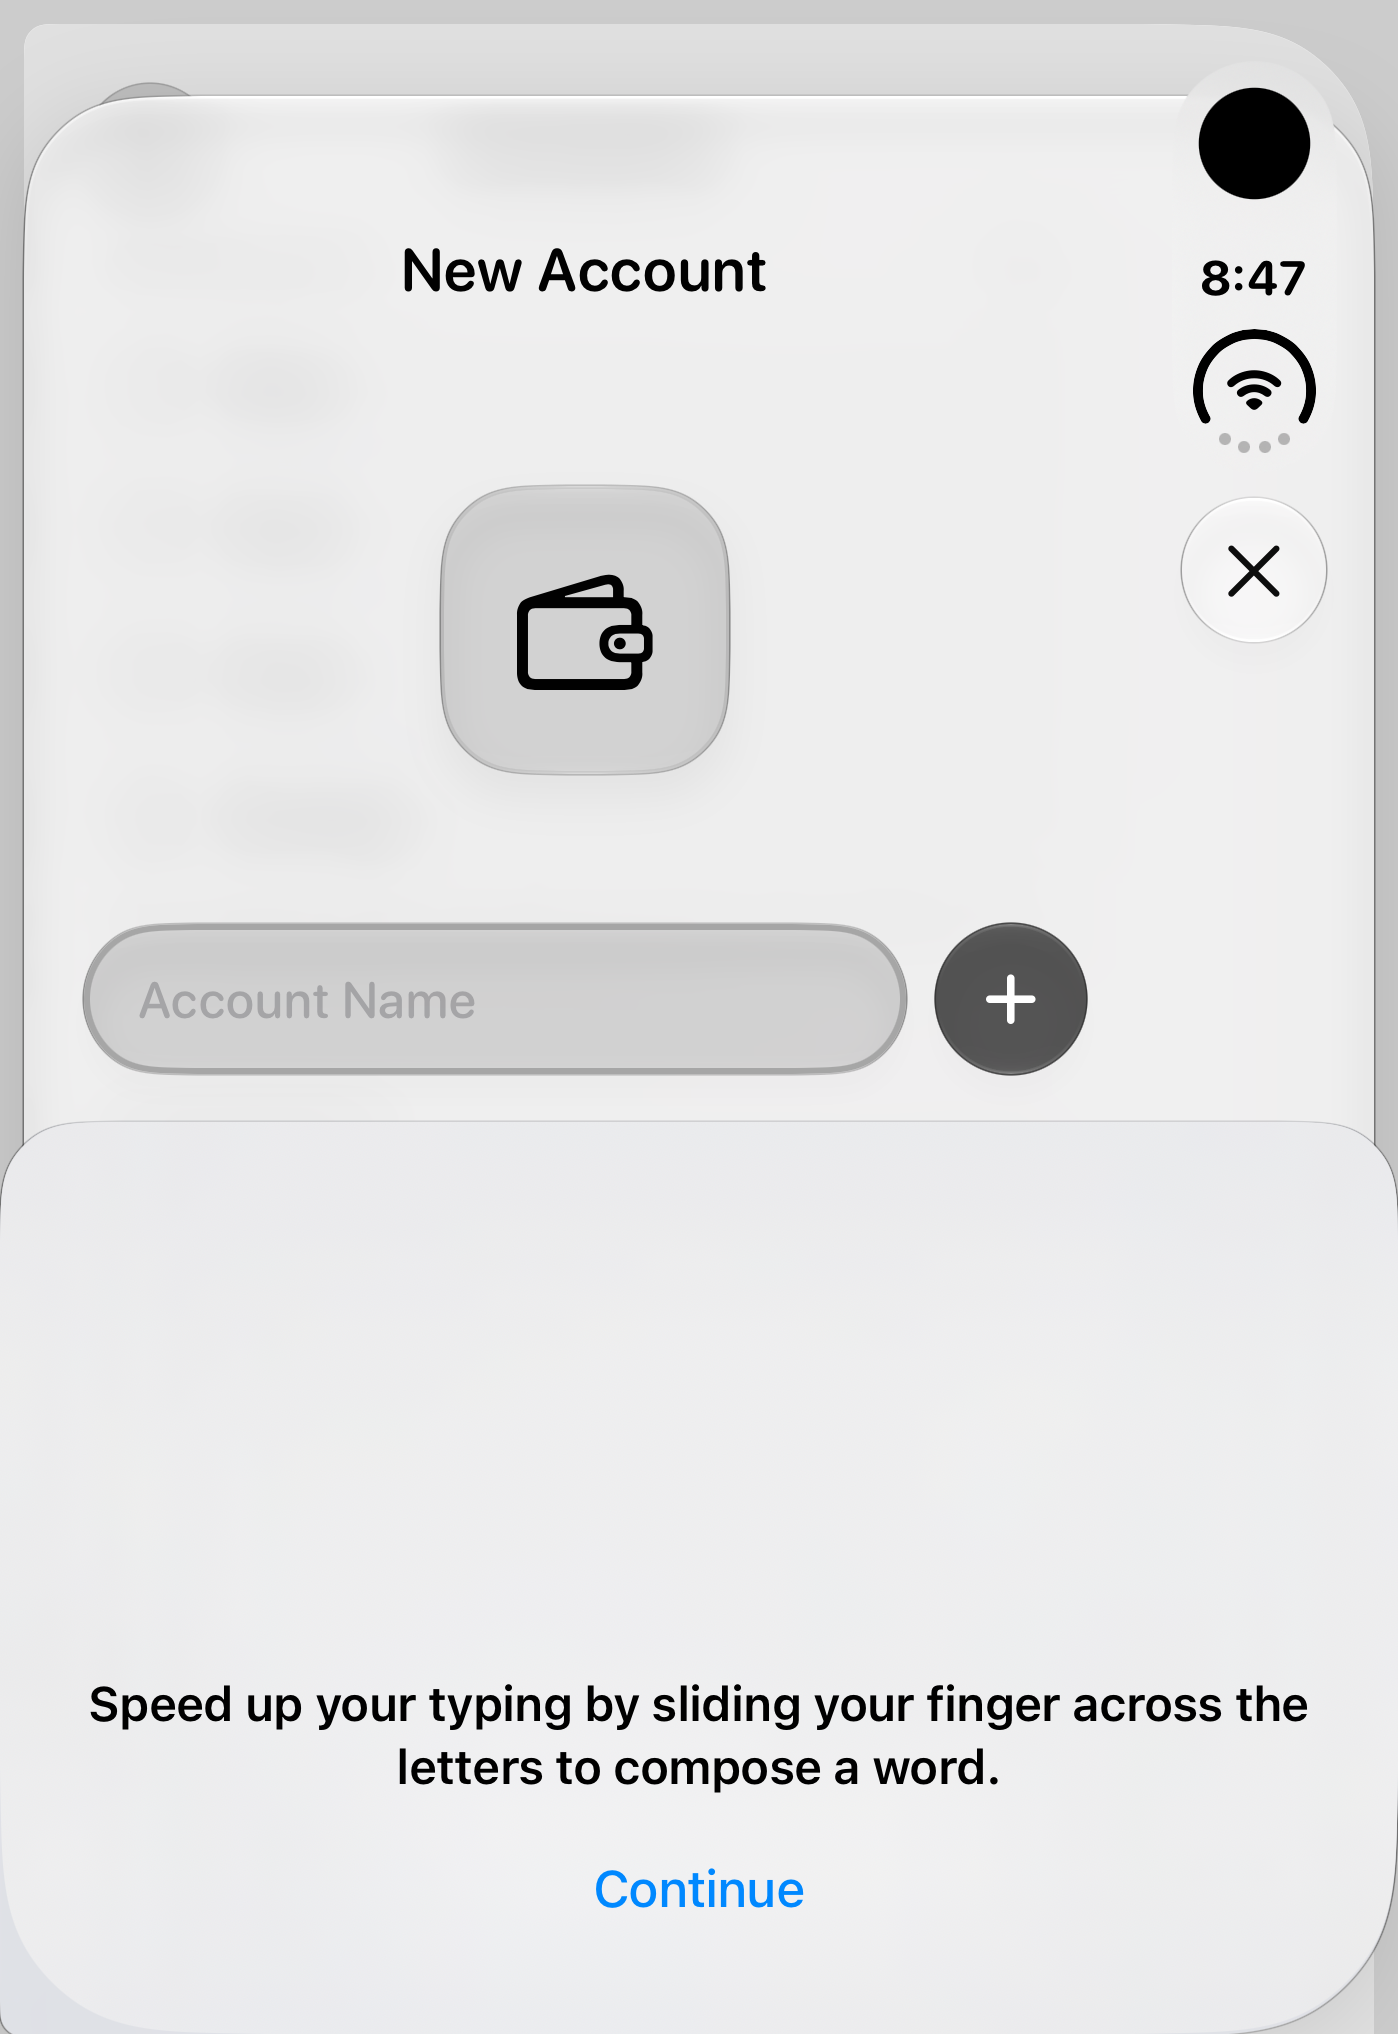 8:47
New Account
Account Name
Speed up your typing by sliding your finger across the
letters to compose a word.
Continue